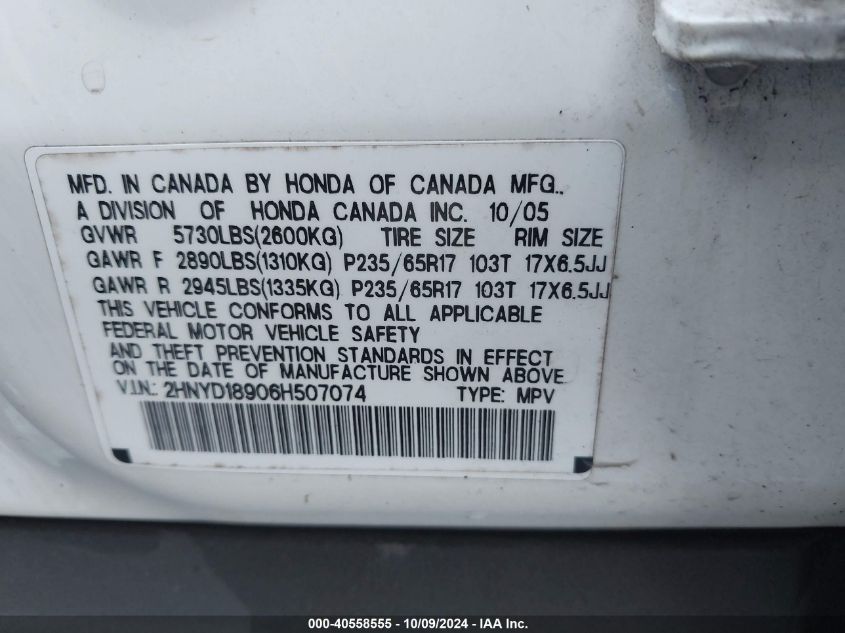 MFD. IN CANADA BY HONDA OF CANADA MFG.,
A DIVISION OF HONDA CANADA INC. 10/05
GVWR 5730LBS(2600KG) TIRE SIZE RIM SIZE
GAWR F 2890LBS(1310KG) P235/65R17 103T 17X6.5JJ
GAWR R 2945LBS(1335KG) P235/65R17 103T 17X6.5JJ
THIS VEHICLE CONFORMS TO ALL APPLICABLE
FEDERAL MOTOR VEHICLE SAFETY
AND THEFT PREVENTION STANDARDS IN EFFECT
ON THE DATE OF MANUFACTURE SHOWN ABOVE
V.I.N.: 2HNYD18906H507074 TYPE: MPV
000-40558555 - 10/09/2024 - IAA Inc.